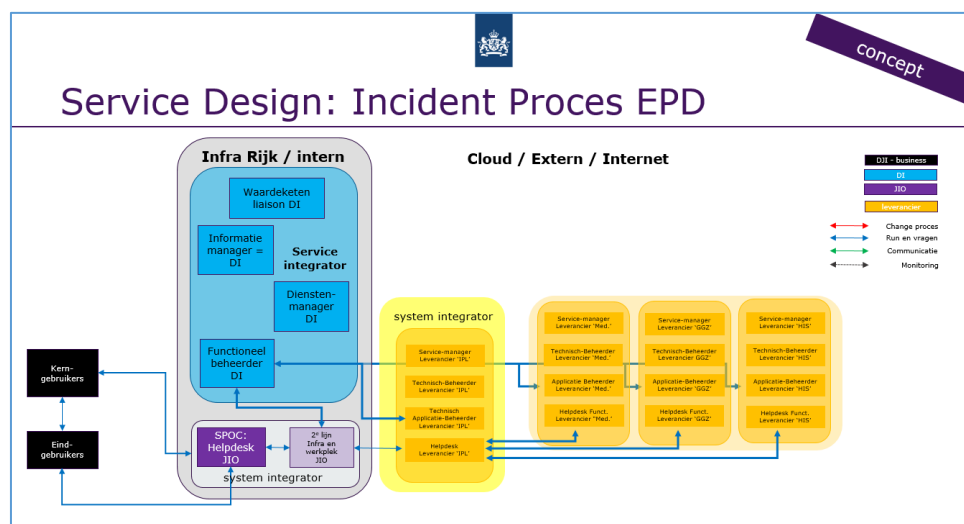 concept
Service Design: Incident Proces EPD
Infra Rijk / intern
Cloud / Extern / Internet
DJI - business
DI
JIO
leverancier
Change proces
Run en vragen
Communicatie
Monitoring
Waardeketen
liaison DI
Informatie
manager =
DI
Service
integrator
Diensten-
manager
DI
Functioneel
beheerder
DI
Kern-
gebruikers
Eind-
gebruikers
SPOC:
Helpdesk
JIO
2e lijn
Infra en
werkplek
JIO
system integrator
system integrator
Service-manager
Leverancier 'IPL'
Technisch-Beheerder
Leverancier 'IPL'
Technisch
Applicatie-Beheerder
Leverancier 'IPL'
Helpdesk
Leverancier 'IPL'
Service-manager
Leverancier 'Med.'
Technisch-Beheerder
Leverancier 'Med.'
Applicatie Beheerder
Leverancier 'Med.'
Helpdesk Funct.
Leverancier 'Med.'
Service-manager
Leverancier 'GGZ'
Technisch-Beheerder
Leverancier GGZ'
Applicatie-Beheerder
Leverancier 'GGZ'
Helpdesk Funct.
Leverancier 'GGZ'
Service-manager
Leverancier 'HIS'
Technisch-Beheerder
Leverancier 'HIS'
Applicatie-Beheerder
Leverancier 'HIS'
Helpdesk Funct.
Leverancier 'HIS'